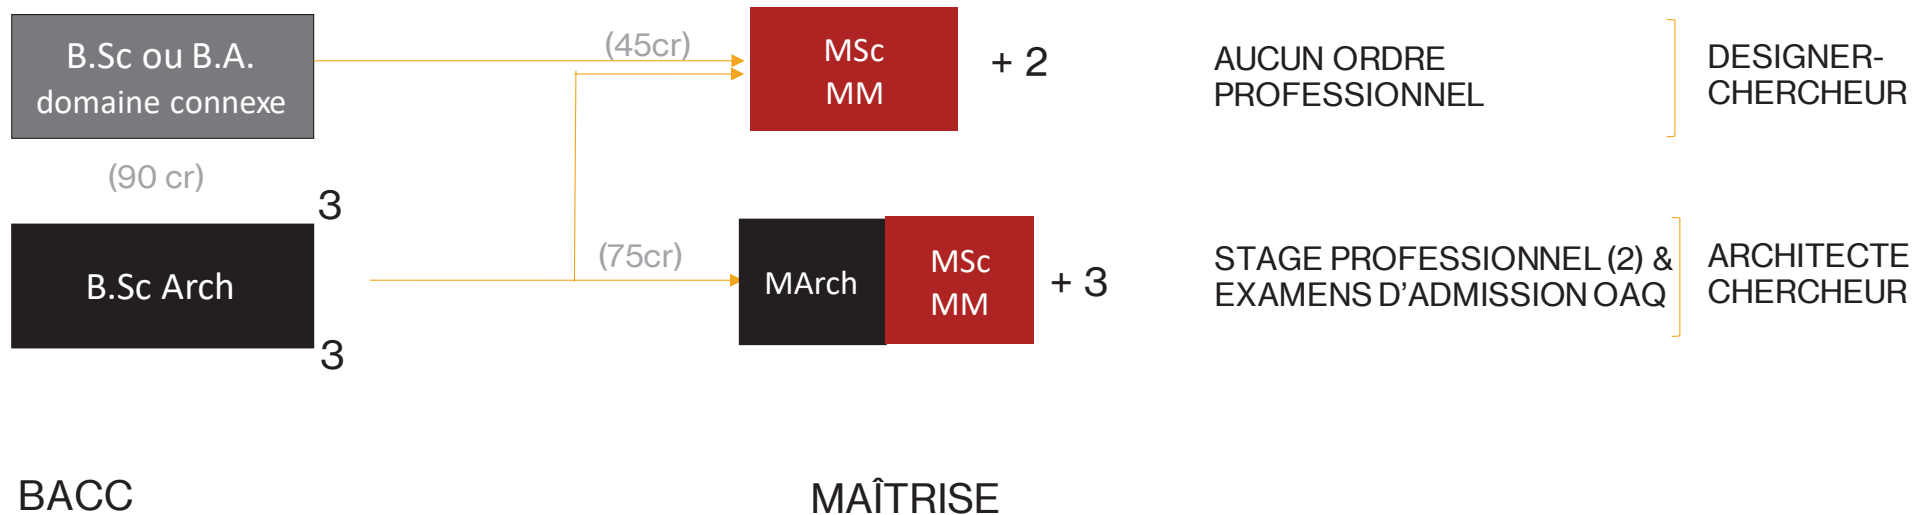 B.Sc ou B.A.
domaine connexe
(45cr)
MSc
MM
+ 2
AUCUN ORDRE
PROFESSIONNEL
DESIGNER-
CHERCHEUR
(90 cr)
3
B.Sc Arch
3
(75cr)
MArch
MSc
MM
+ 3
STAGE PROFESSIONNEL (2) &
EXAMENS D'ADMISSION OAQ
ARCHITECTE
CHERCHEUR
BACC
MAÎTRISE